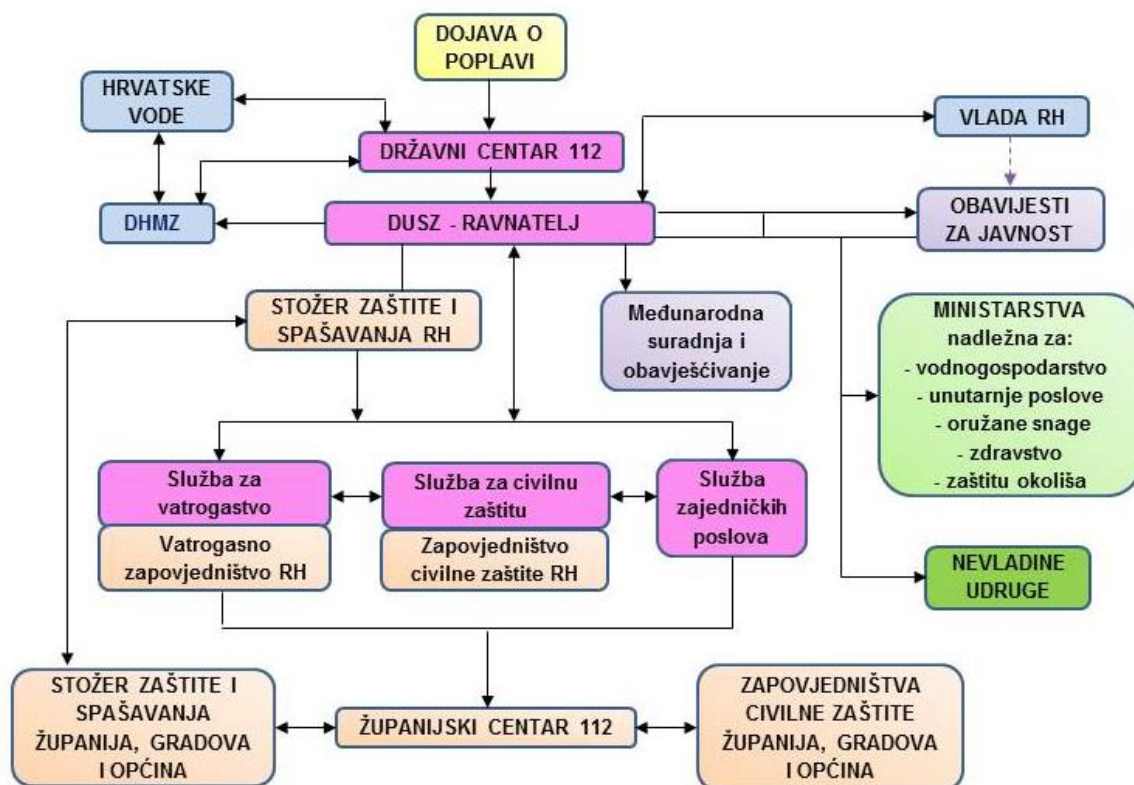 DOJAVA O
POPLAVI
HRVATSKE
VODE
VLADA RH
DRŽAVNI CENTAR 112
DHMZ
DUSZ - RAVNATELJ
OBAVIJESTI
ZA JAVNOST
STOŽER ZAŠTITE I
SPAŠAVANJA RH
Međunarodna
suradnja i
obavješćivanje
MINISTARSTVA
nadležna za:
- vodnogospodarstvo
- unutarnje poslove
- oružane snage
- zdravstvo
- zaštitu okoliša
Služba za
vatrogastvo
Vatrogasno
zapovjedništvo RH
Služba za civilnu
zaštitu
Zapovjedništvo
civilne zaštite RH
Služba
zajedničkih
poslova
NEVLADINE
UDRUGE
STOŽER ZAŠTITE I
SPAŠAVANJA
ŽUPANIJA, GRADOVA
I OPĆINA
ŽUPANIJSKI CENTAR 112
ZAPOVJEDNIŠTVA
CIVILNE ZAŠTITE
ŽUPANIJA, GRADOVA
I OPĆINA